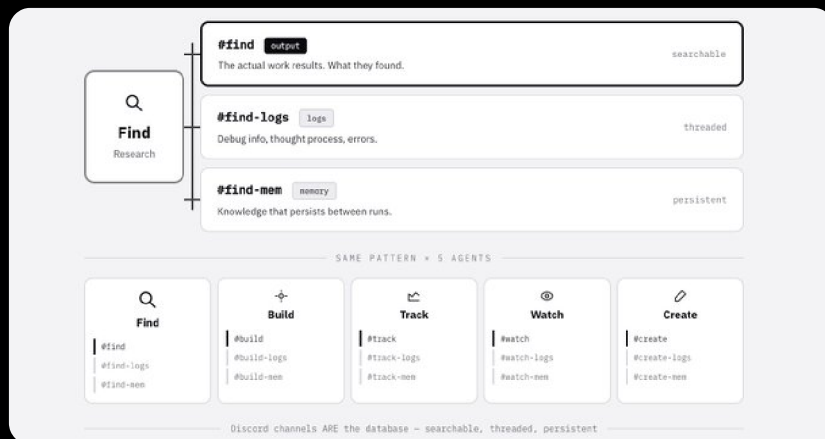 #find output
The actual work results. What they found.
searchable
Find
Research
#find-logs logs
Debug info, thought process, errors.
threaded
#find-mem memory
Knowledge that persists between runs.
persistent
SAME PATTERN × 5 AGENTS
Find
#find
#find-logs
#find-mem
Build
#build
#build-logs
#build-mem
Track
#track
#track-logs
#track-mem
Watch
#watch
#watch-logs
#watch-mem
Create
#create
#create-logs
#create-mem
Discord channels ARE the database — searchable, threaded, persistent